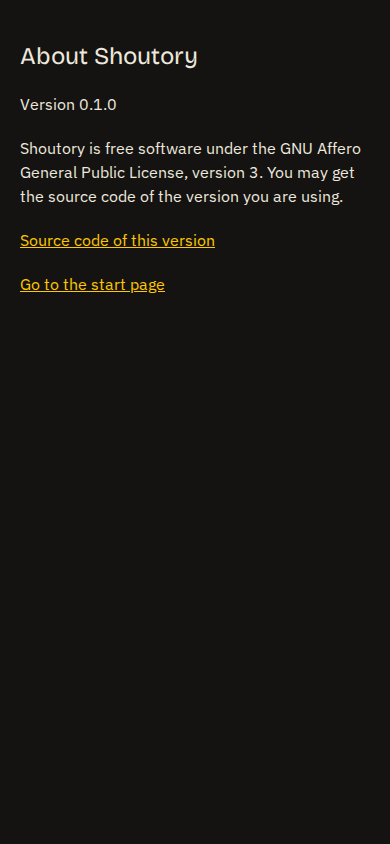 About Shoutory
Version 0.1.0
Shoutory is free software under the GNU Affero
General Public License, version 3. You may get
the source code of the version you are using.
Source code of this version
Go to the start page